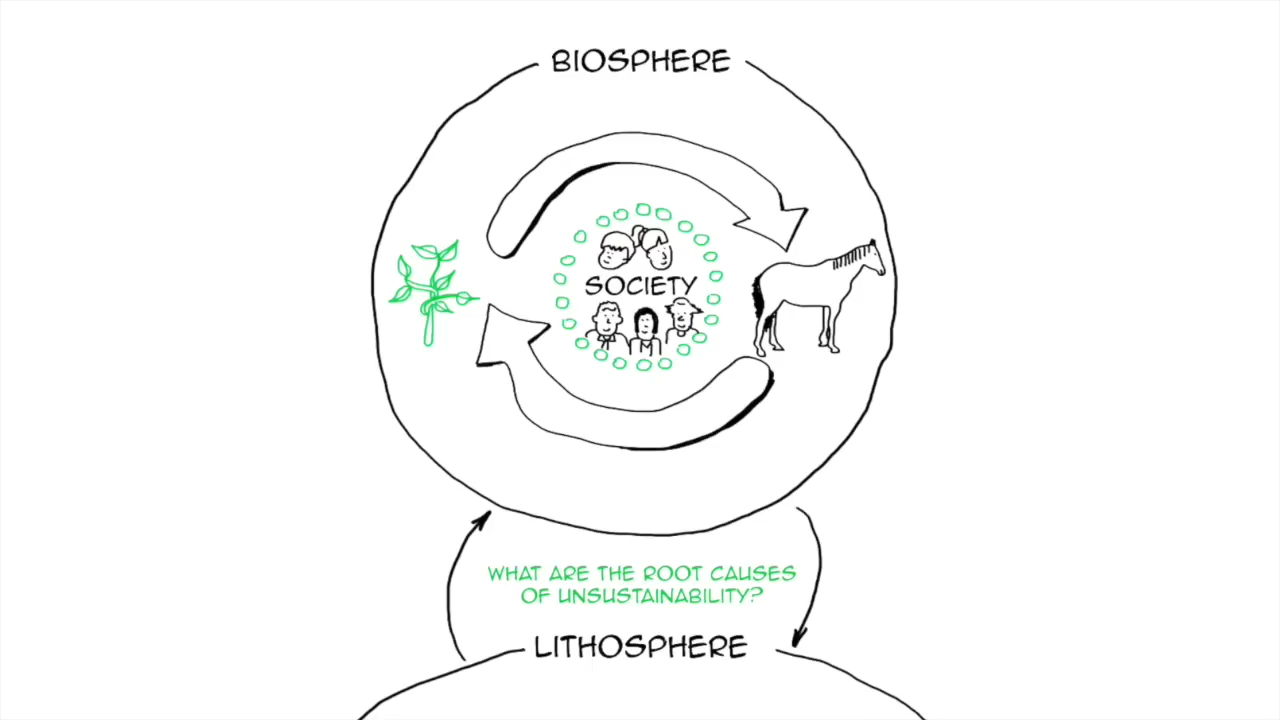 BIOSPHERE
SOCIETY
WHAT ARE THE ROOT CAUSES
OF UNSUSTAINABILITY?
LITHOSPHERE